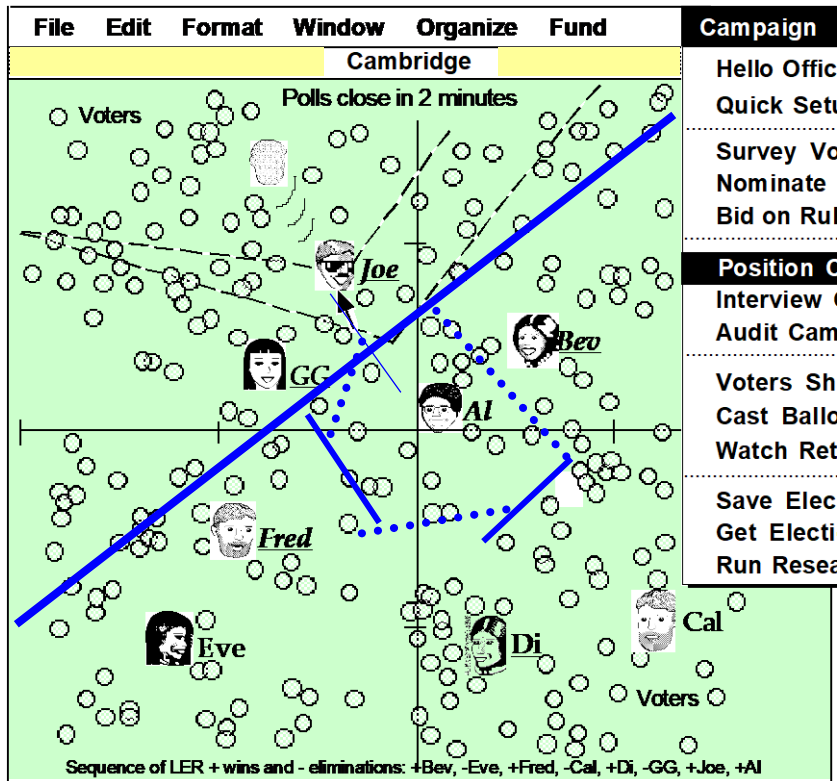 File Edit Format Window Organize Fund Campaign
Cambridge
Hello Offic
Quick Setu
Survey Vo
Nominate
Bid on Rul
Position C
Interview C
Audit Cam
Voters Sh
Cast Ballo
Watch Ret
Save Elec
Get Electi
Run Resea
Polls close in 2 minutes
Voters
Joe
Bev
GG
Al
Fred
Eve
Di
Cal
Voters
Sequence of LER + wins and - eliminations: +Bev, -Eve, +Fred, -Cal, +Di, -GG, +Joe, +Al